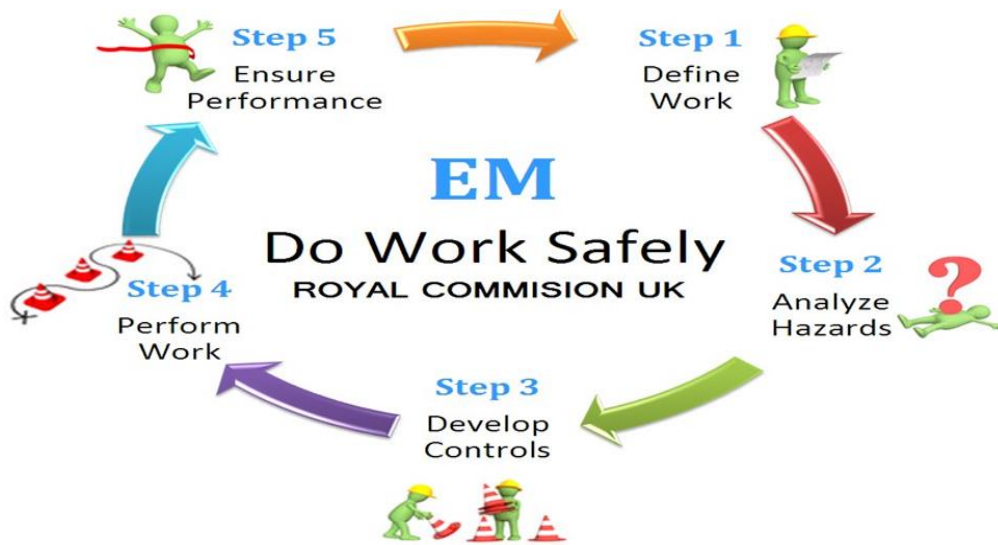 Step 5
Ensure
Performance
Step 1
Define
Work
EM
Do Work Safely
ROYAL COMMISION UK
Step 2
Analyze
Hazards
Step 4
Perform
Work
Step 3
Develop
Controls